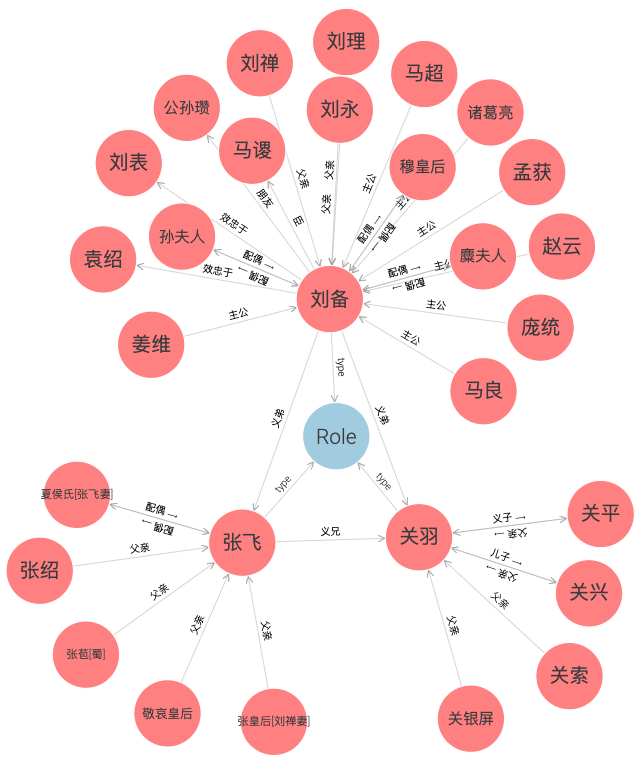 刘理
刘禅
马超
公孙瓒
刘永
诸葛亮
马谡
穆皇后
刘表
孟获
父亲
父亲
主公
朋友
父亲
主公
臣
孙夫人
效忠于
配偶 →
配偶 →
主公
赵云
袁绍
配偶 →
麋夫人
效忠于
配偶 →
配偶 →
主公
配偶 →
刘备
主公
主公
庞统
姜维
主公
type
马良
义弟
义弟
Role
type
type
夏侯氏[张飞妻]
配偶 →
配偶 →
张飞
义兄
关羽
义子 →
父亲 →
关平
父亲
张绍
儿子 →
父亲 →
关兴
父亲
父亲
父亲
父亲
父亲
张苞[蜀]
关索
敬哀皇后
张皇后[刘禅妻]
关银屏